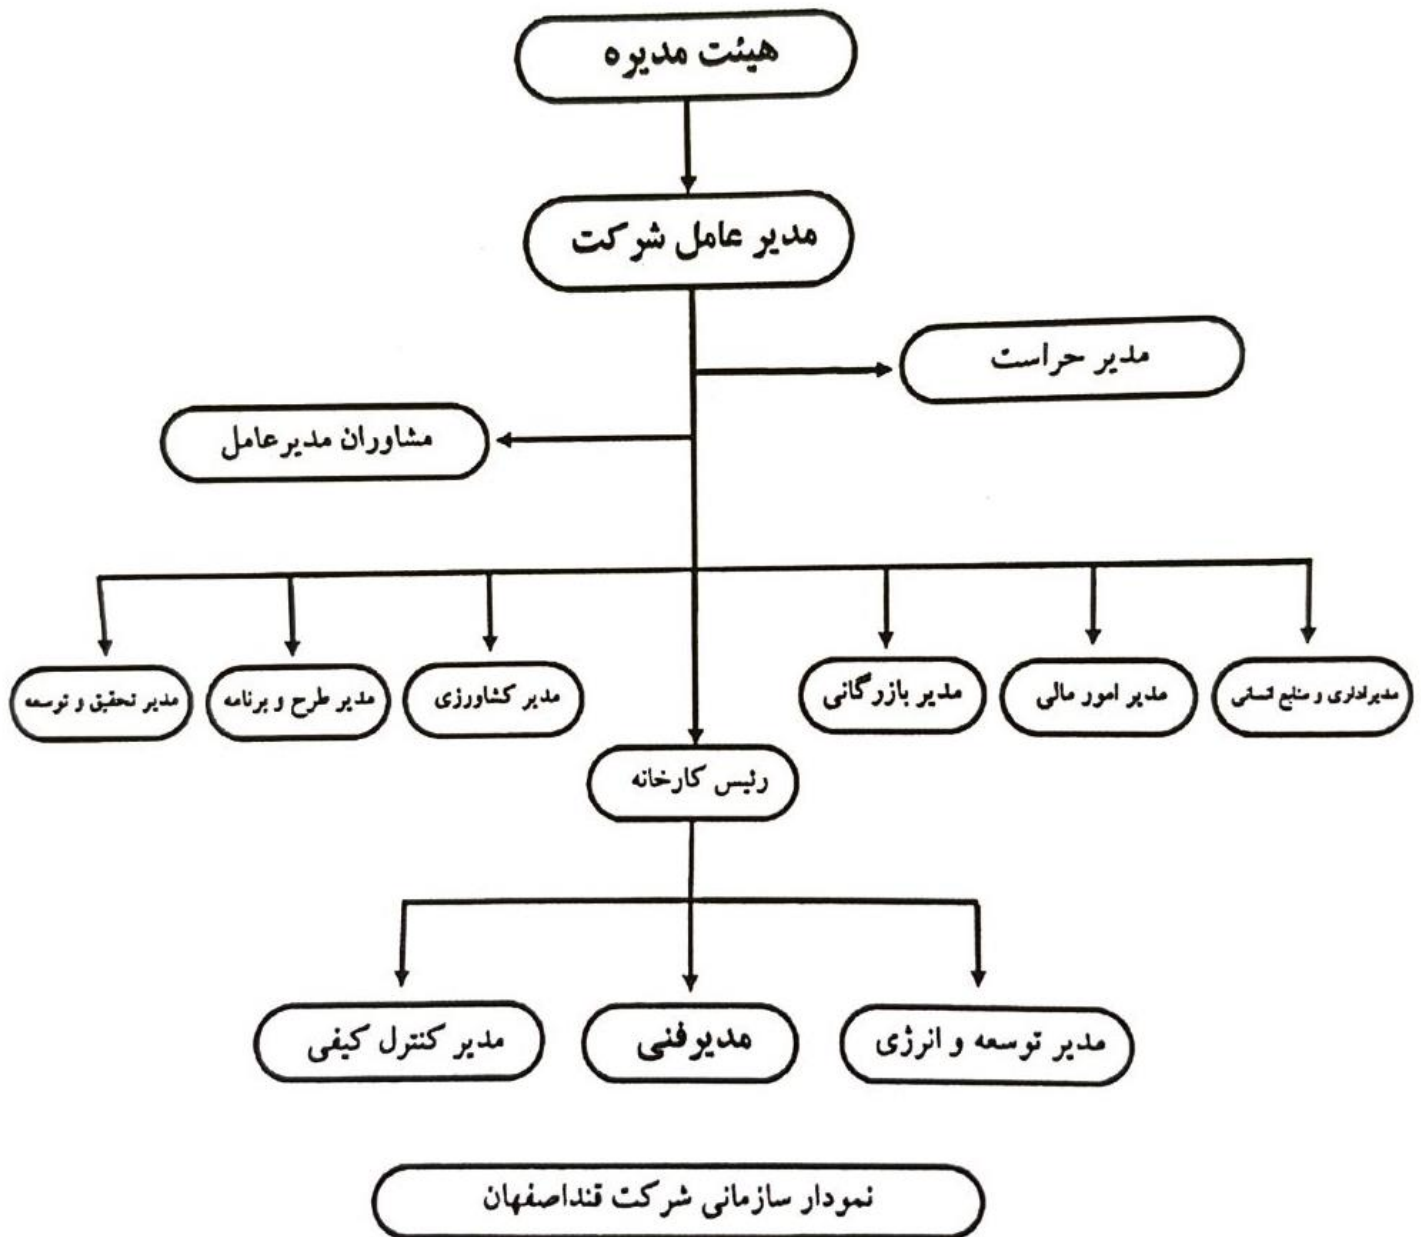 هیئت مدیره
مدیر عامل شرکت
مدیر حراست
مشاوران مدیرعامل
مدیراداری و منابع انسانی
مدیر امور مالی
مدیر بازرگانی
مدیر کشاورزی
مدیر طرح و برنامه
مدیر تحقیق و توسعه
رئیس کارخانه
مدیر توسعه و انرژی
مدیرفنی
مدیر کنترل کیفی
نمودار سازمانی شرکت قنداصفهان